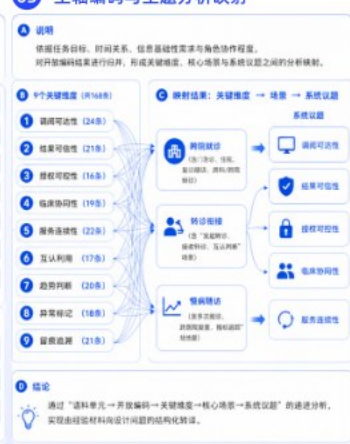 主轴编码与主题分析映射
A 说明
依据任务目标、时间关系、信息基础性需求与角色协作程度，
对开放编码结果进行归并，形成关键维度、核心场景与系统议题之间的分析映射。
B 9个关键维度（共168条）
C 映射结果：关键维度 → 场景 → 系统议题
系统议题
1 调阅可达性（24条）
2 结果可信性（21条）
3 授权可控性（16条）
4 临床协同性（19条）
5 服务连续性（22条）
6 互认利用（17条）
7 趋势判断（20条）
8 异常标记（18条）
9 留痕追溯（21条）
跨院就诊
转诊衔接
慢病随访
调阅可达性
结果可信性
授权可控性
临床协同性
服务连续性
D 结论
通过“语料单元→开放编码→关键维度→核心场景→系统议题”的递进分析，
实现由经验材料向设计问题的结构化转译。